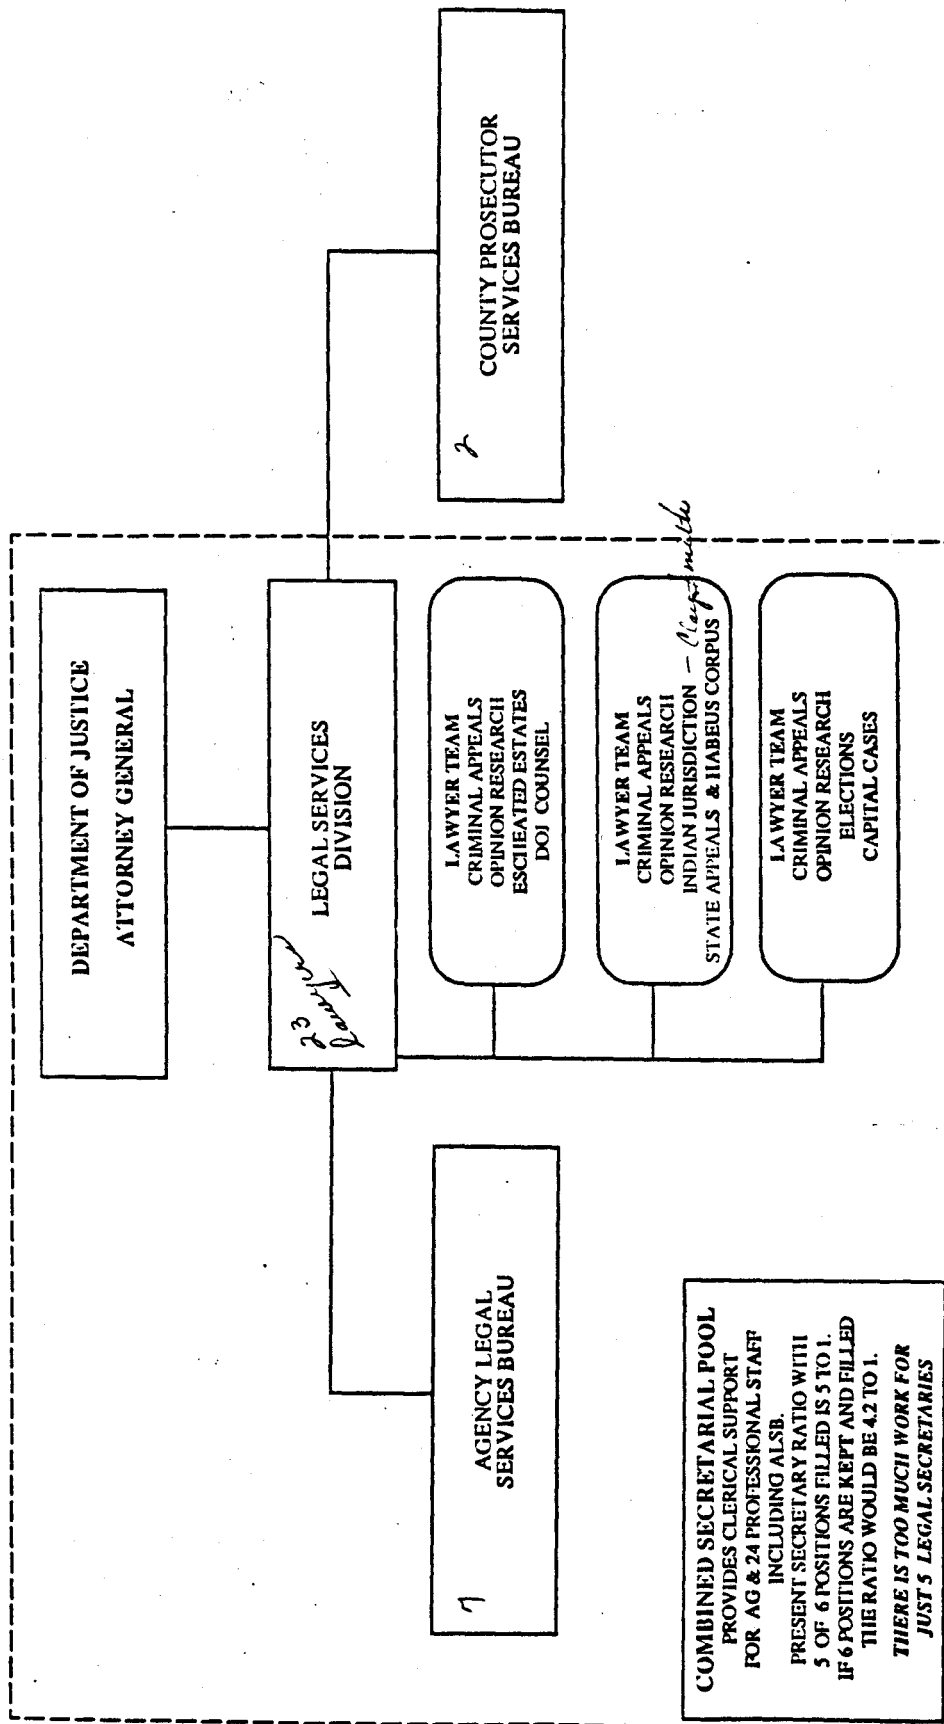 DEPARTMENT OF JUSTICE
ATTORNEY GENERAL
23
Lawyers
LEGAL SERVICES
DIVISION
7
AGENCY LEGAL
SERVICES BUREAU
2
COUNTY PROSECUTOR
SERVICES BUREAU
LAWYER TEAM
CRIMINAL APPEALS
OPINION RESEARCH
ESCHEATED ESTATES
DOJ COUNSEL
LAWYER TEAM
CRIMINAL APPEALS
OPINION RESEARCH
INDIAN JURISDICTION –
STATE APPEALS & HABEUS CORPUS
LAWYER TEAM
CRIMINAL APPEALS
OPINION RESEARCH
ELECTIONS
CAPITAL CASES
COMBINED SECRETARIAL POOL
PROVIDES CLERICAL SUPPORT
FOR AG & 24 PROFESSIONAL STAFF
INCLUDING ALSB.
PRESENT SECRETARY RATIO WITH
5 OF 6 POSITIONS FILLED IS 5 TO 1.
IF 6 POSITIONS ARE KEPT AND FILLED
THE RATIO WOULD BE 4.2 TO 1.
THERE IS TOO MUCH WORK FOR
JUST 5 LEGAL SECRETARIES